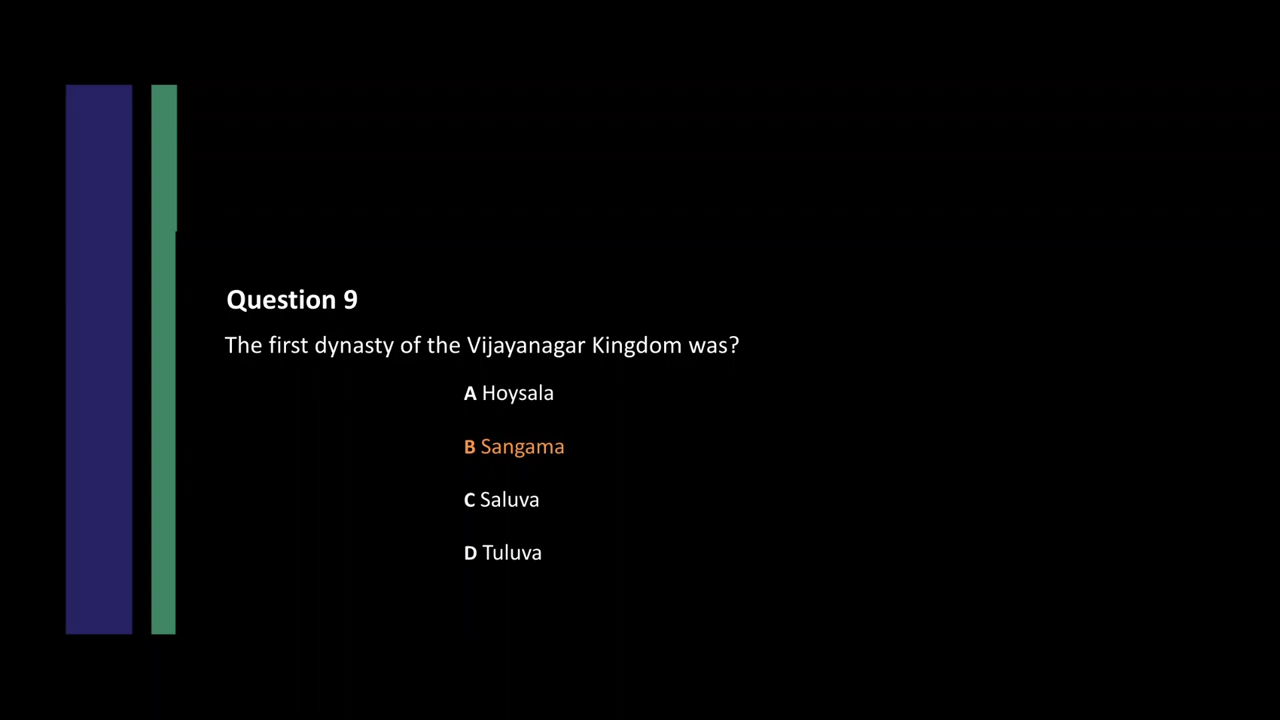 Question 9
The first dynasty of the Vijayanagar Kingdom was?
A Hoysala
B Sangama
C Saluva
D Tuluva